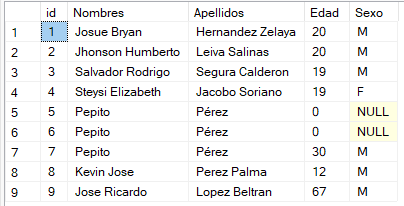 id Nombres Apellidos Edad Sexo
1 1 Josue Bryan Hernandez Zelaya 20 M
2 2 Jhonson Humberto Leiva Salinas 20 M
3 3 Salvador Rodrigo Segura Calderon 19 M
4 4 Steysi Elizabeth Jacobo Soriano 19 F
5 5 Pepito Pérez 0 NULL
6 6 Pepito Pérez 0 NULL
7 7 Pepito Pérez 30 M
8 8 Kevin Jose Perez Palma 12 M
9 9 Jose Ricardo Lopez Beltran 67 M